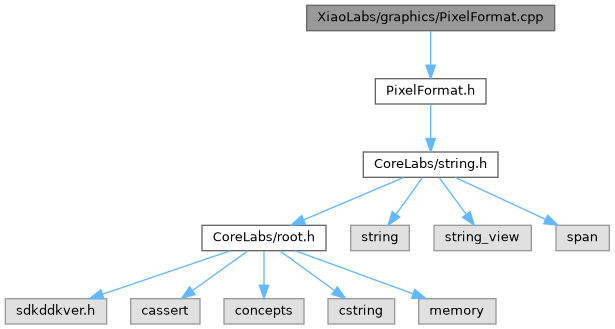 XiaoLabs/graphics/PixelFormat.cpp
PixelFormat.h
CoreLabs/string.h
CoreLabs/root.h
string
string_view
span
sdkddkver.h
cassert
concepts
cstring
memory